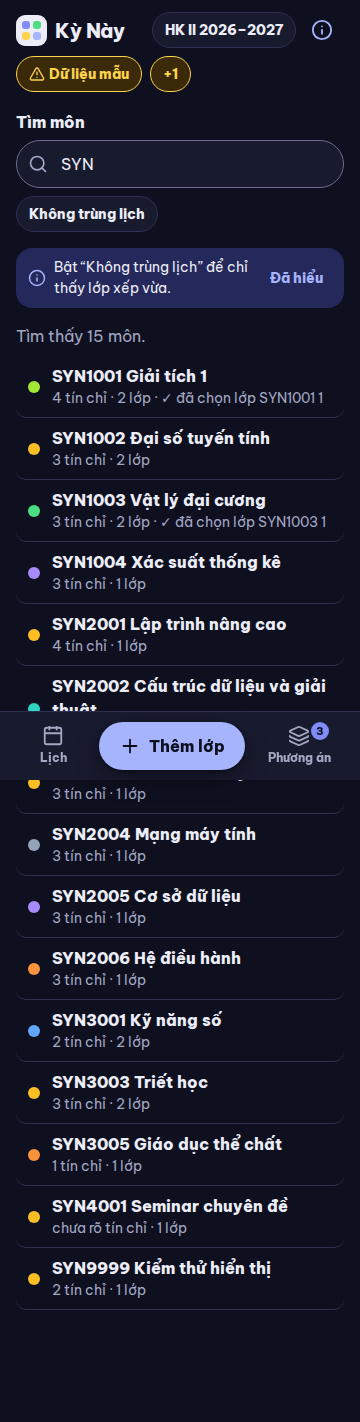 Kỳ Này
HK II 2026–2027
Dữ liệu mẫu
+1
Tìm môn
SYN
Không trùng lịch
Bật “Không trùng lịch” để chỉ
thấy lớp xếp vừa.
Đã hiểu
Tìm thấy 15 môn.
SYN1001 Giải tích 1
4 tín chỉ · 2 lớp · ✓ đã chọn lớp SYN1001 1
SYN1002 Đại số tuyến tính
3 tín chỉ · 2 lớp
SYN1003 Vật lý đại cương
3 tín chỉ · 2 lớp · ✓ đã chọn lớp SYN1003 1
SYN1004 Xác suất thống kê
3 tín chỉ · 1 lớp
SYN2001 Lập trình nâng cao
4 tín chỉ · 1 lớp
SYN2002 Cấu trúc dữ liệu và giải
thuật
Lịch
Thêm lớp
3
Phương án
3 tín chỉ · 1 lớp
SYN2004 Mạng máy tính
3 tín chỉ · 1 lớp
SYN2005 Cơ sở dữ liệu
3 tín chỉ · 1 lớp
SYN2006 Hệ điều hành
3 tín chỉ · 1 lớp
SYN3001 Kỹ năng số
2 tín chỉ · 2 lớp
SYN3003 Triết học
3 tín chỉ · 2 lớp
SYN3005 Giáo dục thể chất
1 tín chỉ · 1 lớp
SYN4001 Seminar chuyên đề
chưa rõ tín chỉ · 1 lớp
SYN9999 Kiểm thử hiển thị
2 tín chỉ · 1 lớp